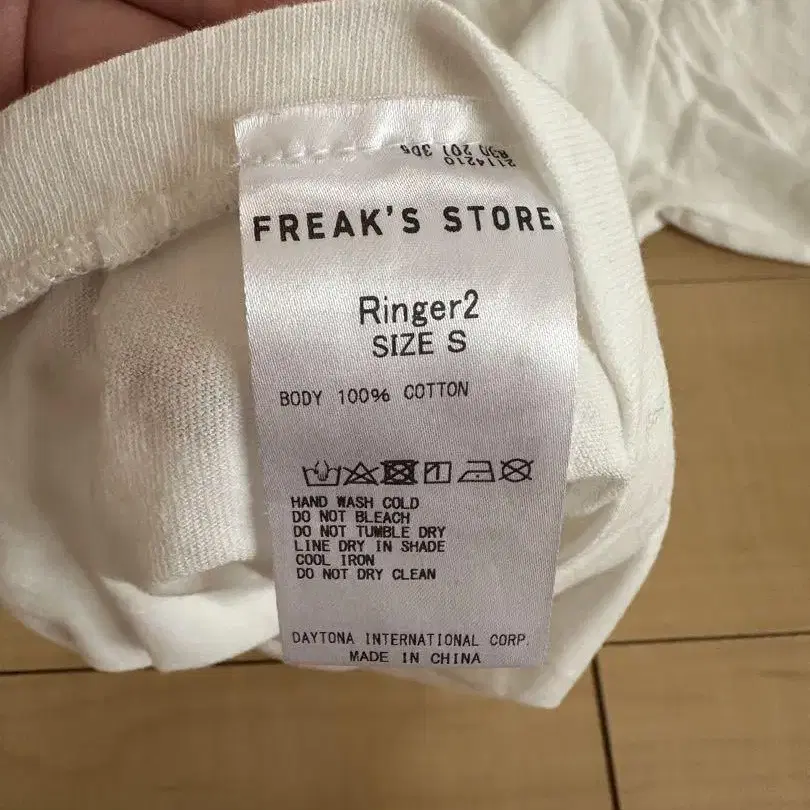 2114210
FREAK'S STORE
Ringer2
SIZE S
BODY 100% COTTON
HAND WASH COLD
DO NOT BLEACH
DO NOT TUMBLE DRY
LINE DRY IN SHADE
COOL IRON
DO NOT DRY CLEAN
DAYTONA INTERNATIONAL CORP.
MADE IN CHINA